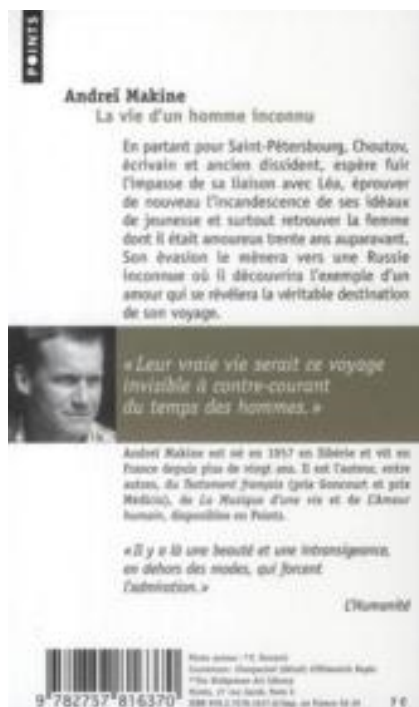 POINTS
Andreï Makine
La vie d'un homme inconnu
En partant pour Saint-Pétersbourg, Choutov,
écrivain et ancien dissident, espère fuir
l'impasse de sa liaison avec Léa, éprouver
de nouveau l'incandescence de ses idéaux
de jeunesse et surtout retrouver la femme
dont il était amoureux trente ans auparavant.
Son évasion le mènera vers une Russie
inconnue où il découvrira l'exemple d'un
amour qui se révélera la véritable destination
de son voyage.
« Leur vraie vie serait ce voyage
invisible à contre-courant
du temps des hommes. »
Andreï Makine est né en 1957 en Sibérie et vit en
France depuis plus de vingt ans. Il est l'auteur, entre
autres, du Testament français (prix Goncourt et prix
Médicis), de La Musique d'une vie et de L'Amour
humain, disponibles en Points.
« Il y a là une beauté et une intransigeance,
en dehors des modes, qui forcent
l'admiration. »
L'Humanité
9 782757 816370
7 €